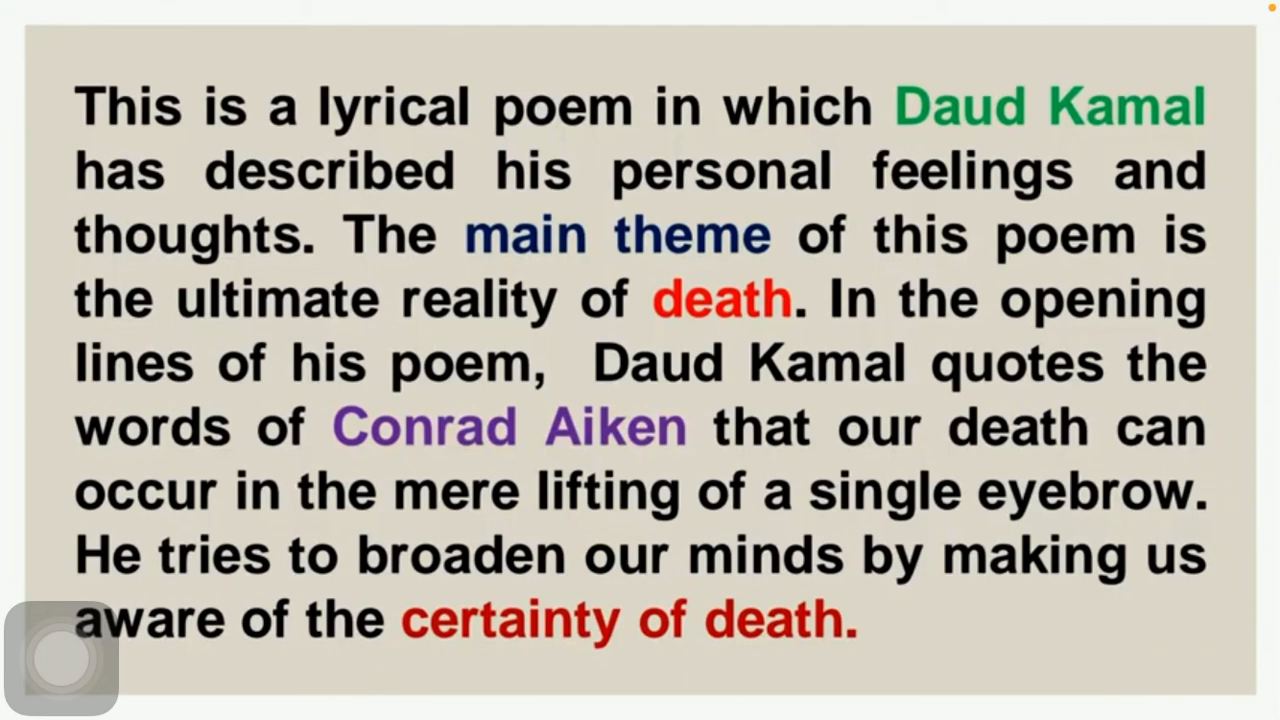 This is a lyrical poem in which Daud Kamal
has described his personal feelings and
thoughts. The main theme of this poem is
the ultimate reality of death. In the opening
lines of his poem, Daud Kamal quotes the
words of Conrad Aiken that our death can
occur in the mere lifting of a single eyebrow.
He tries to broaden our minds by making us
aware of the certainty of death.